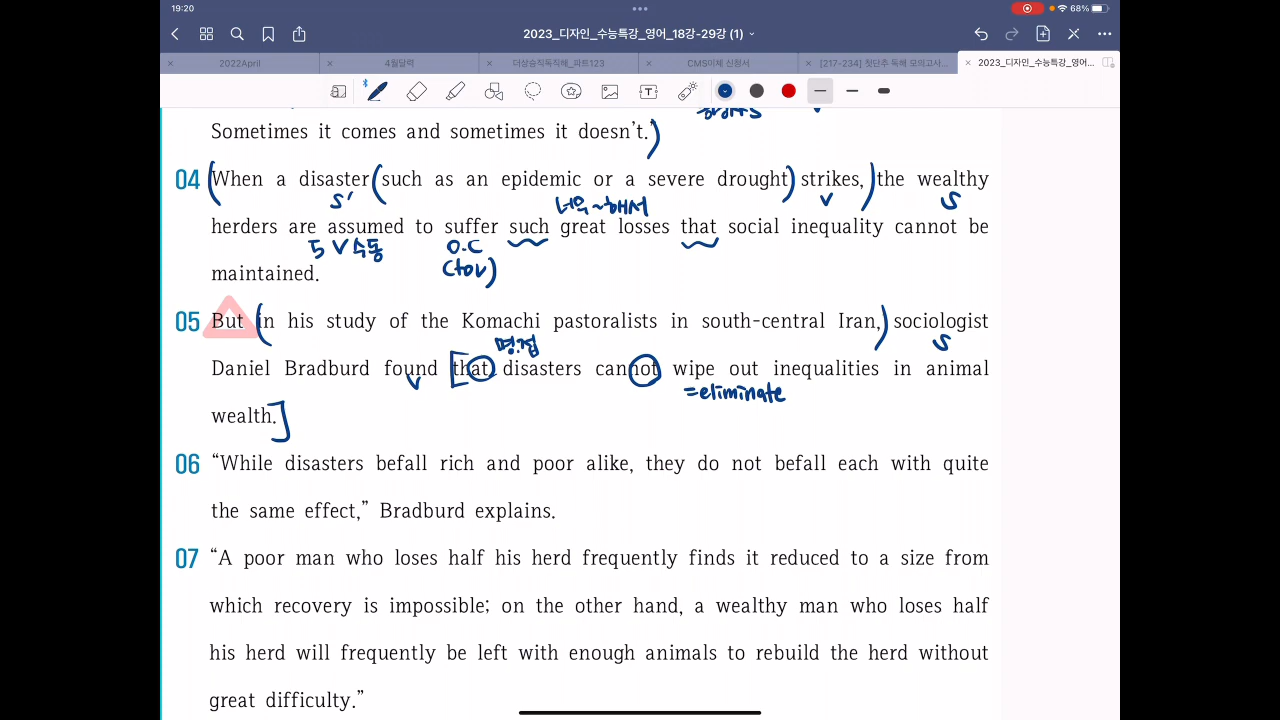 19:20
68%
2023_디자인_수능특강_영어_18강-29강 (1)
2022April
4월달력
더상승직독직해_파트123
CMS이체 신청서
[217-234] 첫단추 독해 모의고사...
2023_디자인_수능특강_영어...
Sometimes it comes and sometimes it doesn't.)
04 (When a disaster (such as an epidemic or a severe drought) strikes,) the wealthy
S' V S
너무~해서
herders are assumed to suffer such great losses that social inequality cannot be
5 V 수동 O.C
(to V)
maintained.
05 But (in his study of the Komachi pastoralists in south-central Iran,) sociologist
명.접 S
Daniel Bradburd found [that disasters cannot wipe out inequalities in animal
V =eliminate
wealth.]
06 “While disasters befall rich and poor alike, they do not befall each with quite
the same effect,” Bradburd explains.
07 “A poor man who loses half his herd frequently finds it reduced to a size from
which recovery is impossible; on the other hand, a wealthy man who loses half
his herd will frequently be left with enough animals to rebuild the herd without
great difficulty.”